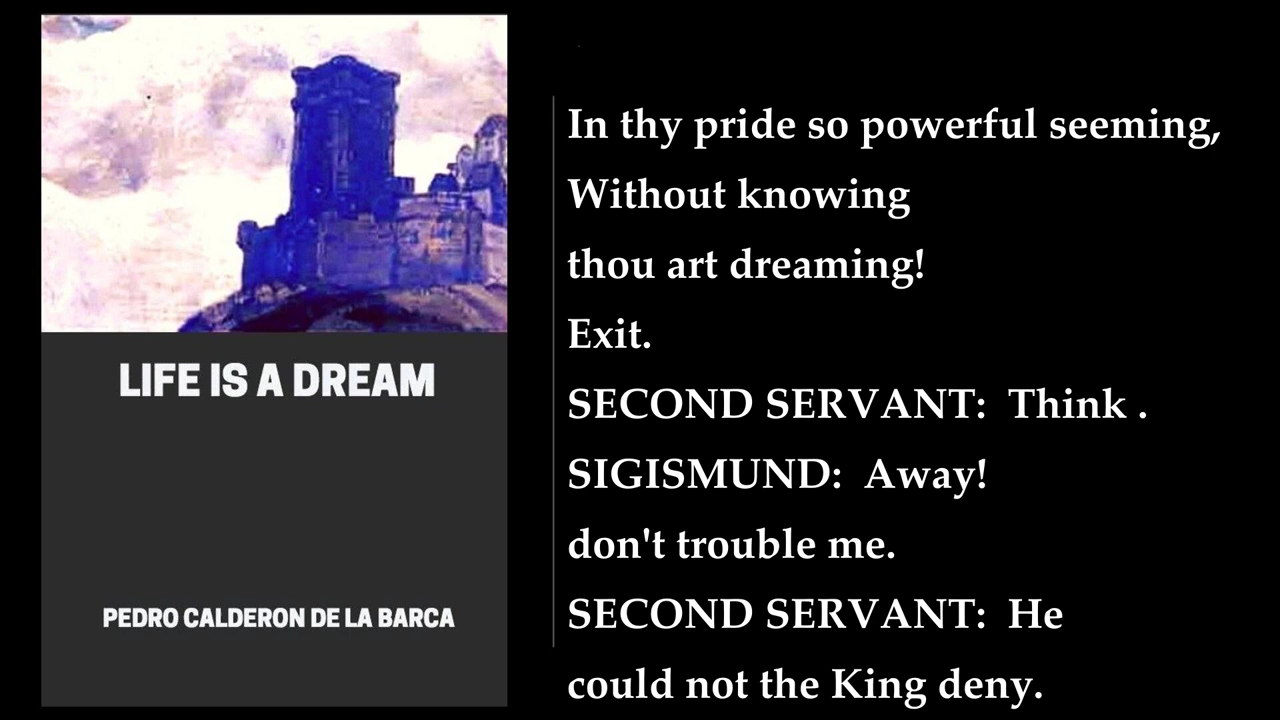 LIFE IS A DREAM
PEDRO CALDERON DE LA BARCA
In thy pride so powerful seeming,
Without knowing
thou art dreaming!
Exit.
SECOND SERVANT:  Think .
SIGISMUND:  Away!
don't trouble me.
SECOND SERVANT:  He
could not the King deny.